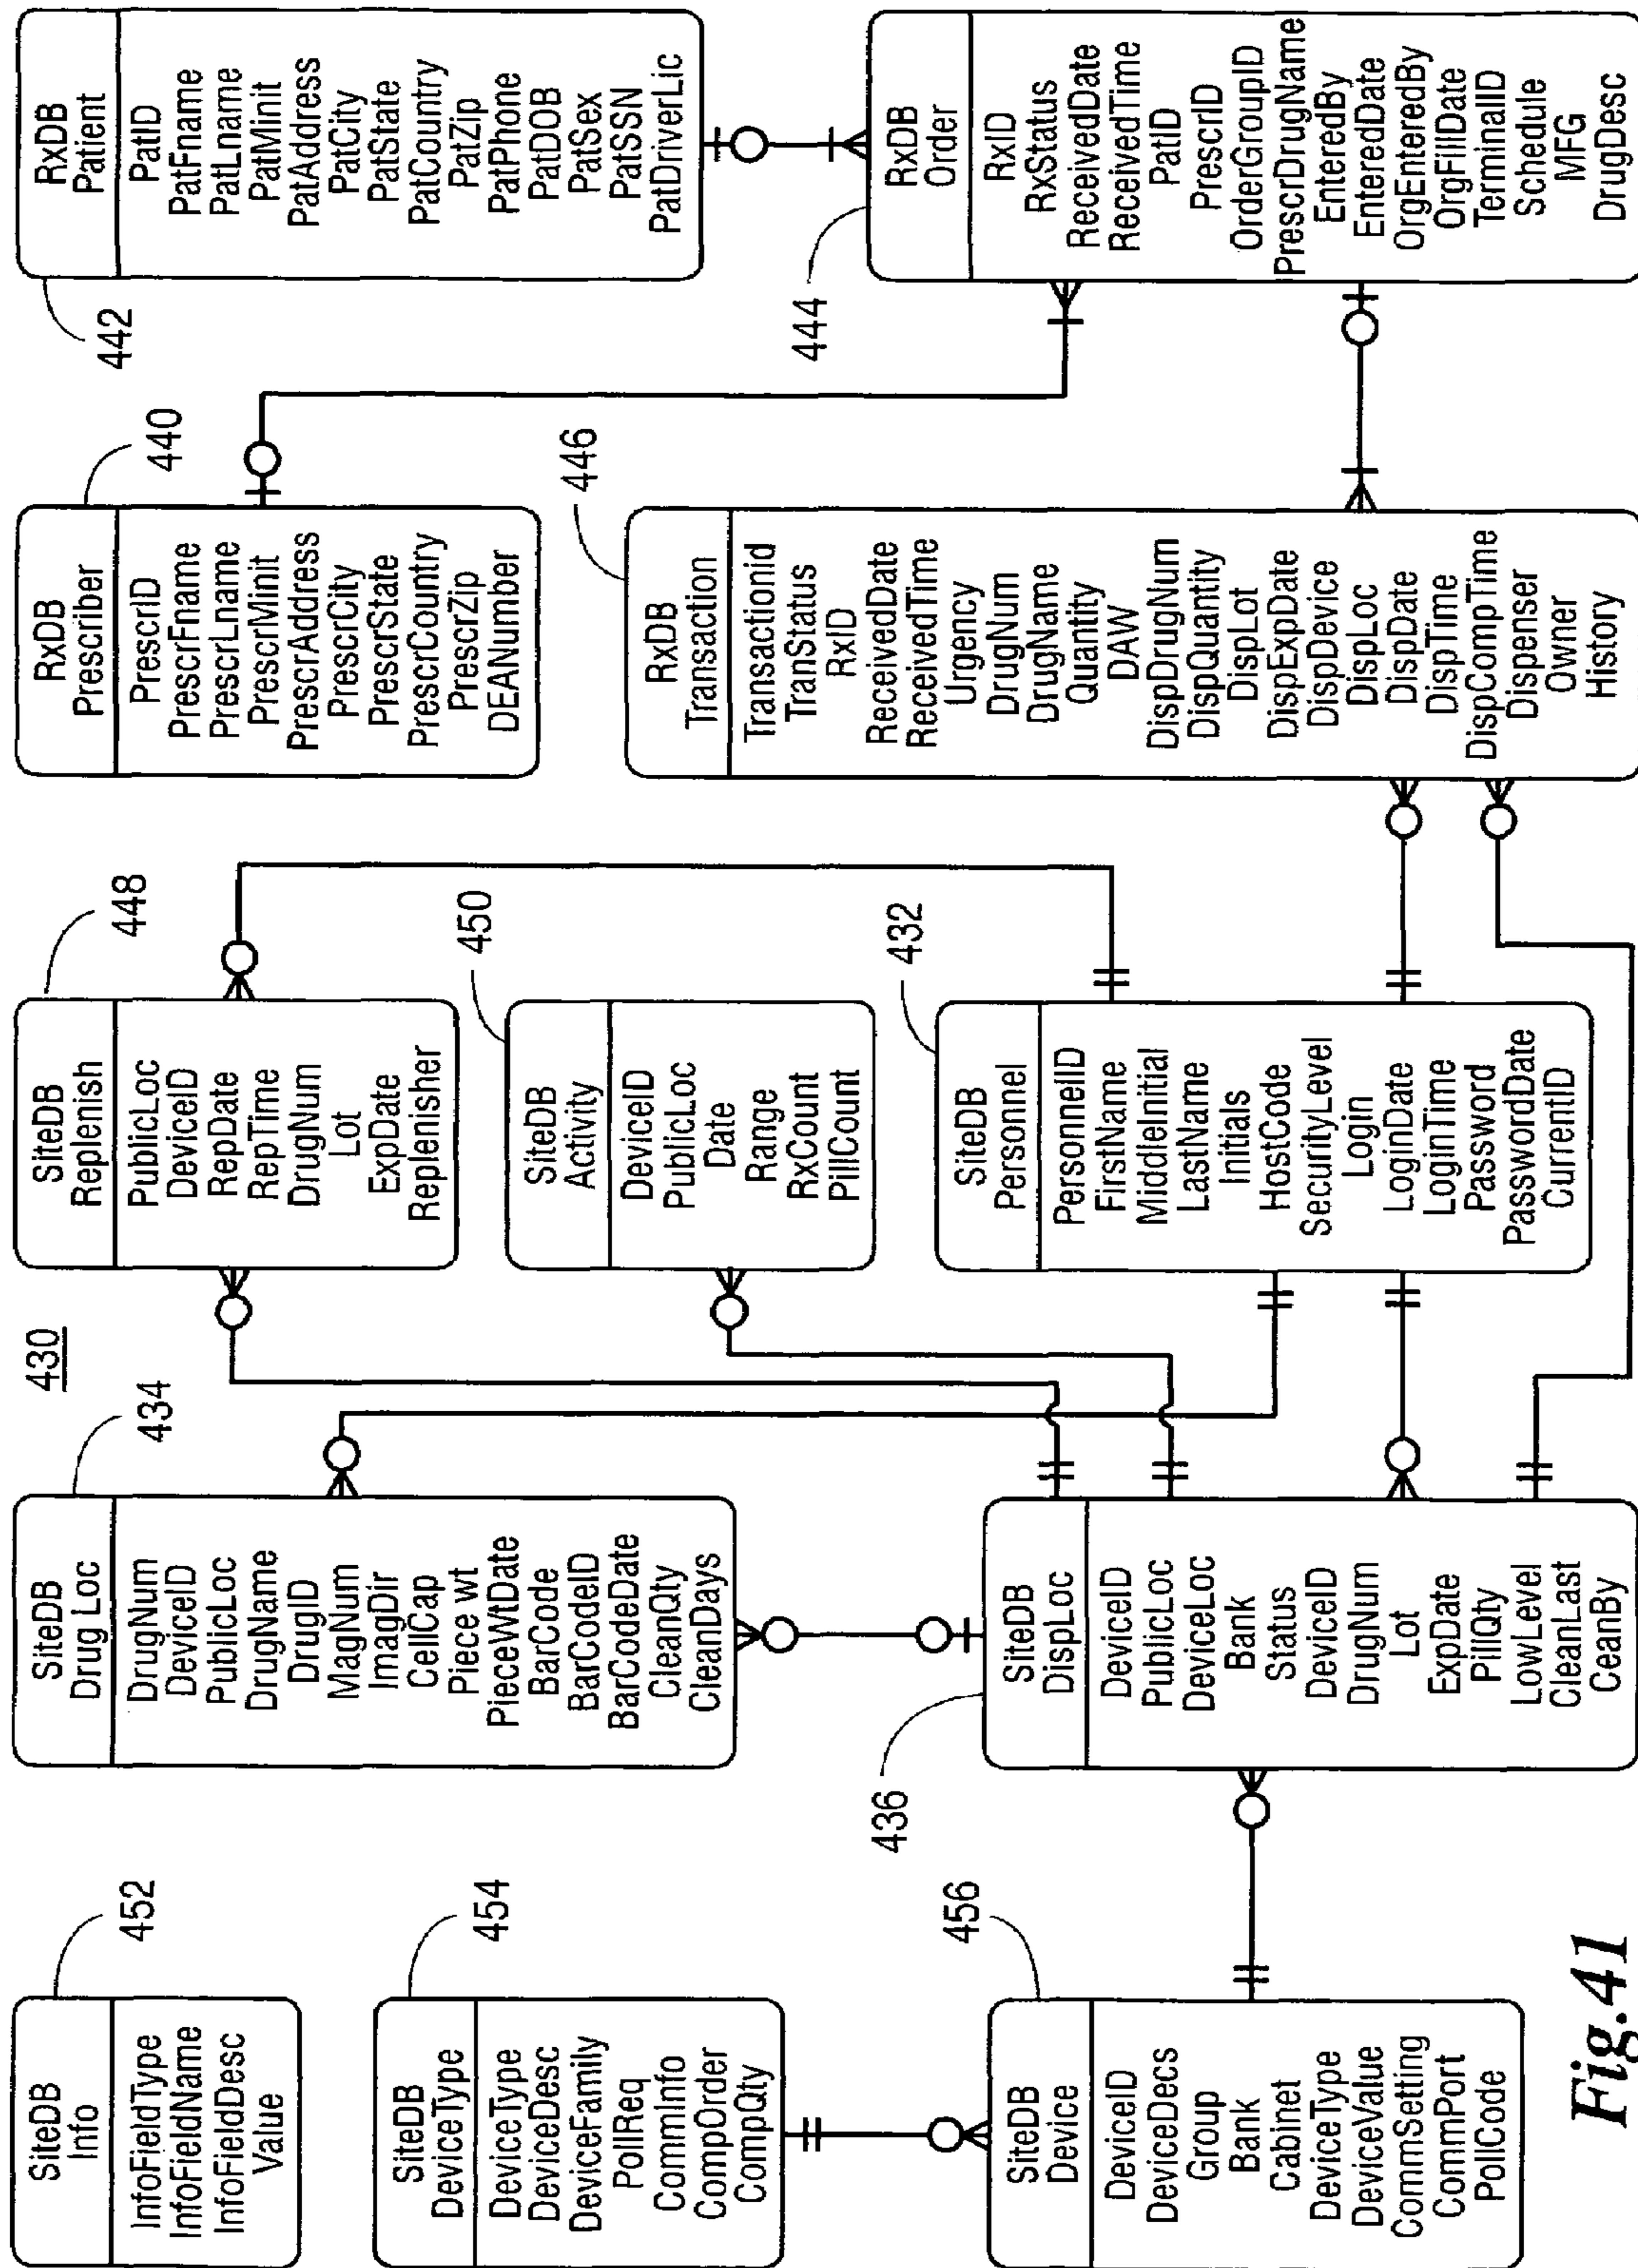 430
452
SiteDB
Info
InfoFieldType
InfoFieldName
InfoFieldDesc
Value
454
SiteDB
DeviceType
DeviceType
DeviceDesc
DeviceFamily
PollReq
CommInfo
CompOrder
CompQty
456
SiteDB
Device
DeviceID
DeviceDecs
Group
Bank
Cabinet
DeviceType
DeviceValue
CommSetting
CommPort
PollCode
434
SiteDB
Drug Loc
DrugNum
DeviceID
PublicLoc
DrugName
DrugID
MagNum
ImagDir
CellCap
Piece wt
PieceWtDate
BarCode
BarCodeID
BarCodeDate
CleanQty
CleanDays
436
SiteDB
DispLoc
DeviceID
PublicLoc
DeviceLoc
Bank
Status
DeviceID
DrugNum
Lot
ExpDate
PillQty
LowLevel
CleanLast
CeanBy
448
SiteDB
Replenish
PublicLoc
DeviceID
RepDate
RepTime
DrugNum
Lot
ExpDate
Replenisher
450
SiteDB
Activity
DeviceID
PublicLoc
Date
Range
RxCount
PillCount
432
SiteDB
Personnel
PersonnelID
FirstName
MiddleInitial
LastName
Initials
HostCode
SecurityLevel
Login
LoginDate
LoginTime
Password
PasswordDate
CurrentID
440
RxDB
Prescriber
PrescrID
PrescrFname
PrescrLname
PrescrMinit
PrescrAddress
PrescrCity
PrescrState
PrescrCountry
PrescrZip
DEANumber
446
RxDB
Transaction
Transactionid
TranStatus
RxID
ReceivedDate
ReceivedTime
Urgency
DrugNum
DrugName
Quantity
DAW
DispDrugNum
DispQuantity
DispLot
DispExpDate
DispDevice
DispLoc
DispDate
DispTime
DispCompTime
Dispenser
Owner
History
442
RxDB
Patient
PatID
PatFname
PatLname
PatMinit
PatAddress
PatCity
PatState
PatCountry
PatZip
PatPhone
PatDOB
PatSex
PatSSN
PatDriverLic
444
RxDB
Order
RxID
RxStatus
ReceivedDate
ReceivedTime
PatID
PrescrID
OrderGroupID
PrescrDrugName
EnteredBy
EnteredDate
OrgEnteredBy
OrgFillDate
TerminalID
Schedule
MFG
DrugDesc
Fig.41